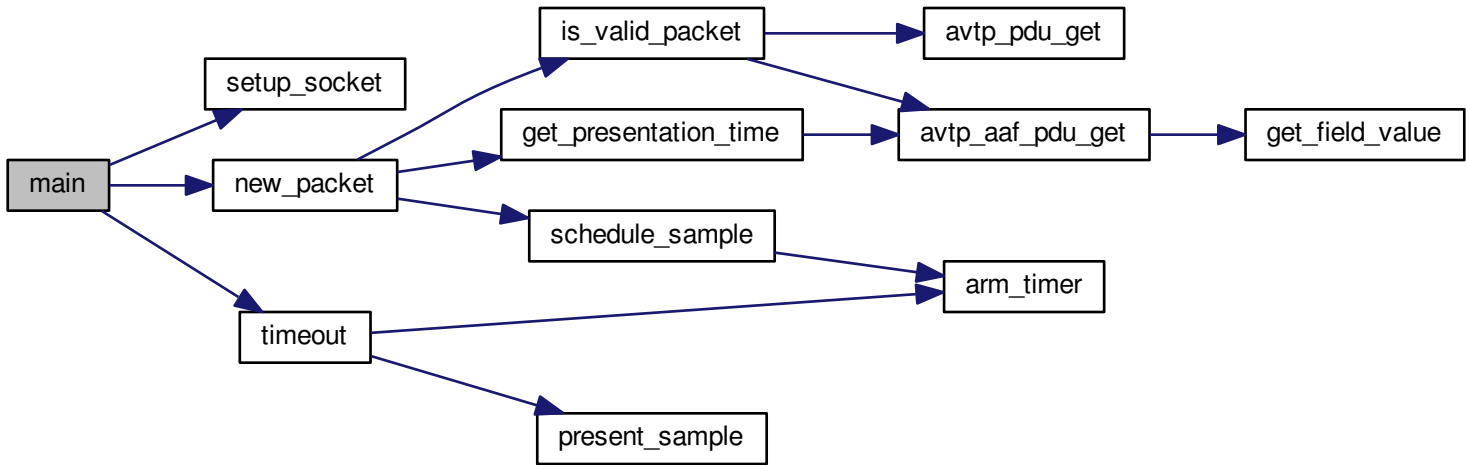 main
setup_socket
new_packet
timeout
is_valid_packet
get_presentation_time
schedule_sample
present_sample
avtp_pdu_get
avtp_aaf_pdu_get
arm_timer
get_field_value